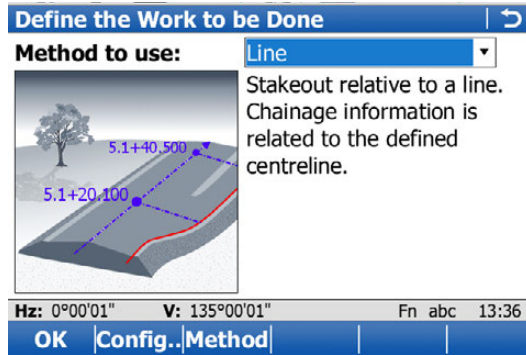 Define the Work to be Done
Method to use:
Line
Stakeout relative to a line.
Chainage information is
related to the defined
centreline.
5.1+40.500
5.1+20.100
Hz: 0°00'01" V: 135°00'01" Fn abc 13:36
OK Config.. Method